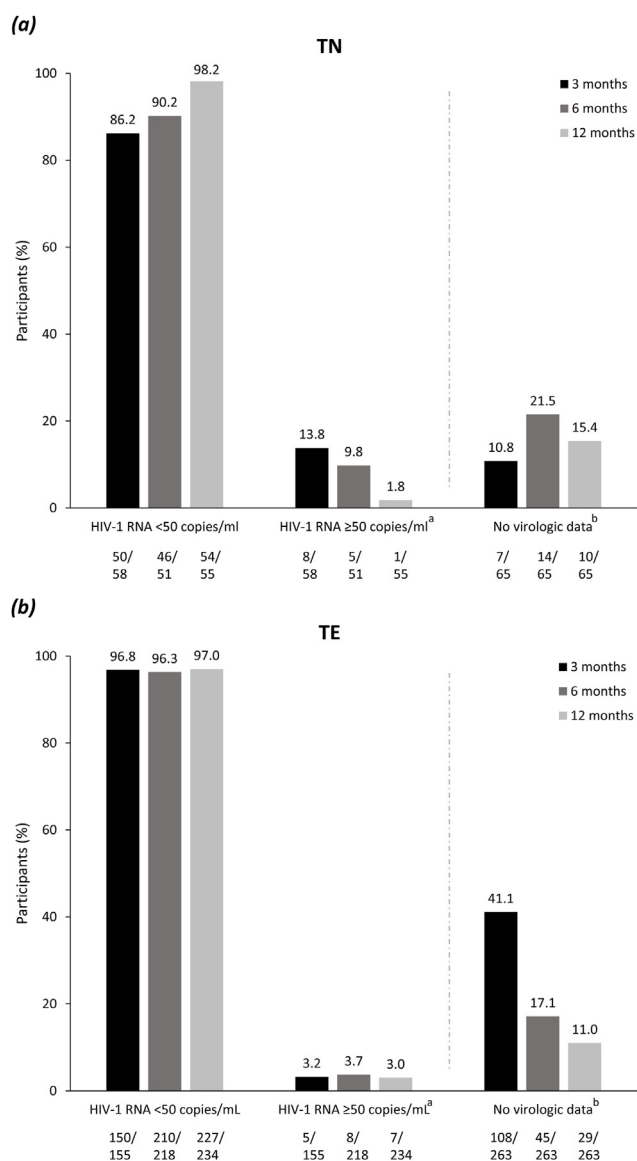 (a)
TN
100
80
60
40
20
0
Participants (%)
86.2
90.2
98.2
13.8
9.8
1.8
10.8
21.5
15.4
3 months
6 months
12 months
HIV-1 RNA <50 copies/ml
HIV-1 RNA ≥50 copies/ml a
No virologic data b
50/ 46/ 54/ 8/ 5/ 1/ 7/ 14/ 10/
58 51 55 58 51 55 65 65 65
(b)
TE
100
80
60
40
20
0
Participants (%)
96.8
96.3
97.0
3.2
3.7
3.0
41.1
17.1
11.0
3 months
6 months
12 months
HIV-1 RNA <50 copies/mL
HIV-1 RNA ≥50 copies/mL a
No virologic data b
150/ 210/ 227/ 5/ 8/ 7/ 108/ 45/ 29/
155 218 234 155 218 234 263 263 263